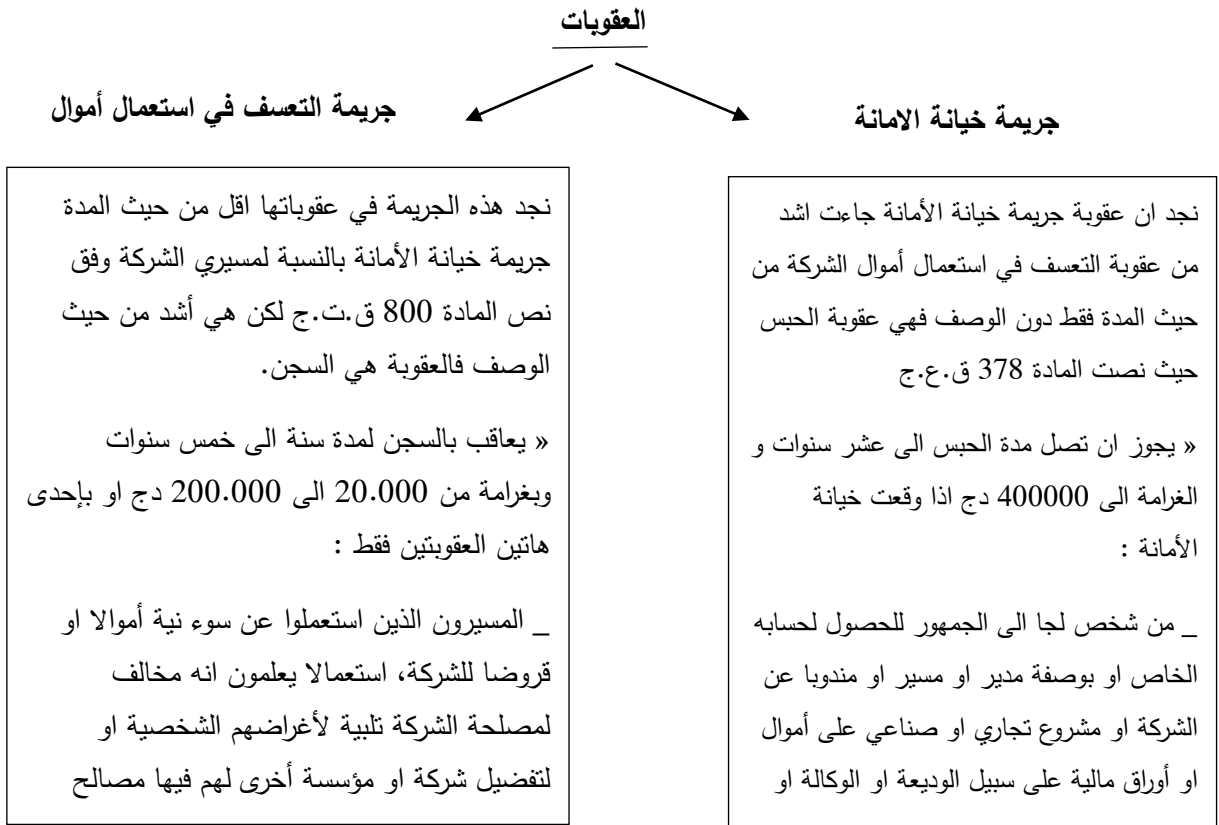 العقوبات
جريمة خيانة الامانة
نجد ان عقوبة جريمة خيانة الأمانة جاءت اشد
من عقوبة التعسف في استعمال أموال الشركة من
حيث المدة فقط دون الوصف فهي عقوبة الحبس
حيث نصت المادة 378 ق.ع.ج
« يجوز ان تصل مدة الحبس الى عشر سنوات و
الغرامة الى 400000 دج اذا وقعت خيانة
الأمانة :
_ من شخص لجا الى الجمهور للحصول لحسابه
الخاص او بوصفة مدير او مسير او مندوبا عن
الشركة او مشروع تجاري او صناعي على أموال
او أوراق مالية على سبيل الوديعة او الوكالة او
جريمة التعسف في استعمال أموال
نجد هذه الجريمة في عقوباتها اقل من حيث المدة
جريمة خيانة الأمانة بالنسبة لمسيري الشركة وفق
نص المادة 800 ق.ت.ج لكن هي أشد من حيث
الوصف فالعقوبة هي السجن.
« يعاقب بالسجن لمدة سنة الى خمس سنوات
وبغرامة من 20.000 الى 200.000 دج او بإحدى
هاتين العقوبتين فقط :
_ المسيرون الذين استعملوا عن سوء نية أموالا او
قروضا للشركة، استعمالا يعلمون انه مخالف
لمصلحة الشركة تلبية لأغراضهم الشخصية او
لتفضيل شركة او مؤسسة أخرى لهم فيها مصالح